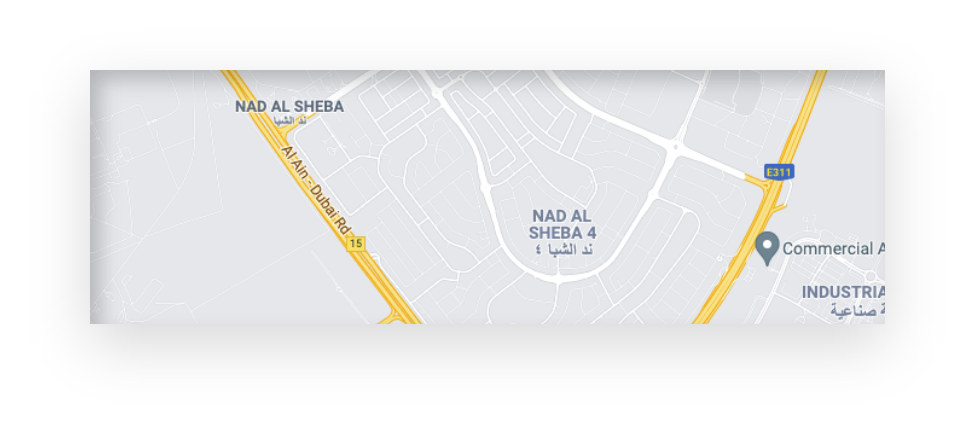 NAD AL SHEBA
ند الشبا
Al Ain - Dubai Rd
15
E311
NAD AL
SHEBA 4
ند الشبا ٤
Commercial A
INDUSTRIA
صناعية